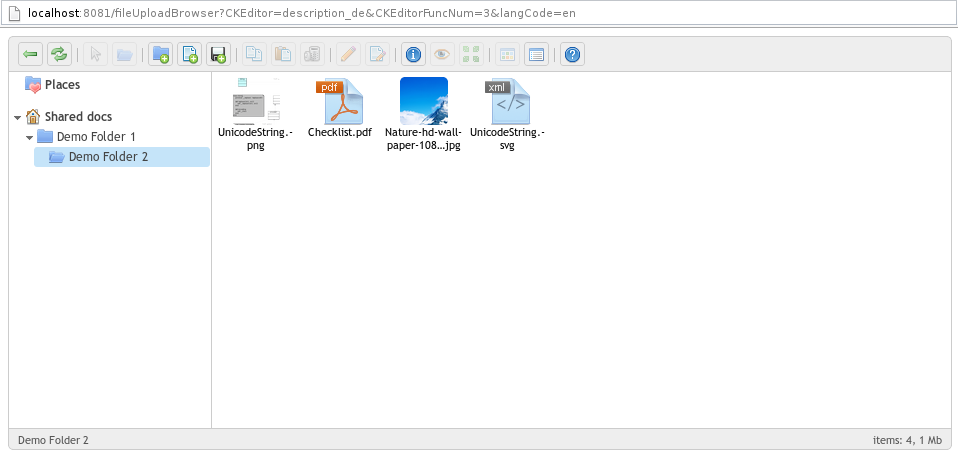 localhost:8081/fileUploadBrowser?CKEditor=description_de&CKEditorFuncNum=3&langCode=en
Places
Shared docs
Demo Folder 1
Demo Folder 2
pdf
xml
UnicodeString.-
png
Checklist.pdf
Nature-hd-wall-
paper-108...jpg
UnicodeString.-
svg
Demo Folder 2
items: 4, 1 Mb